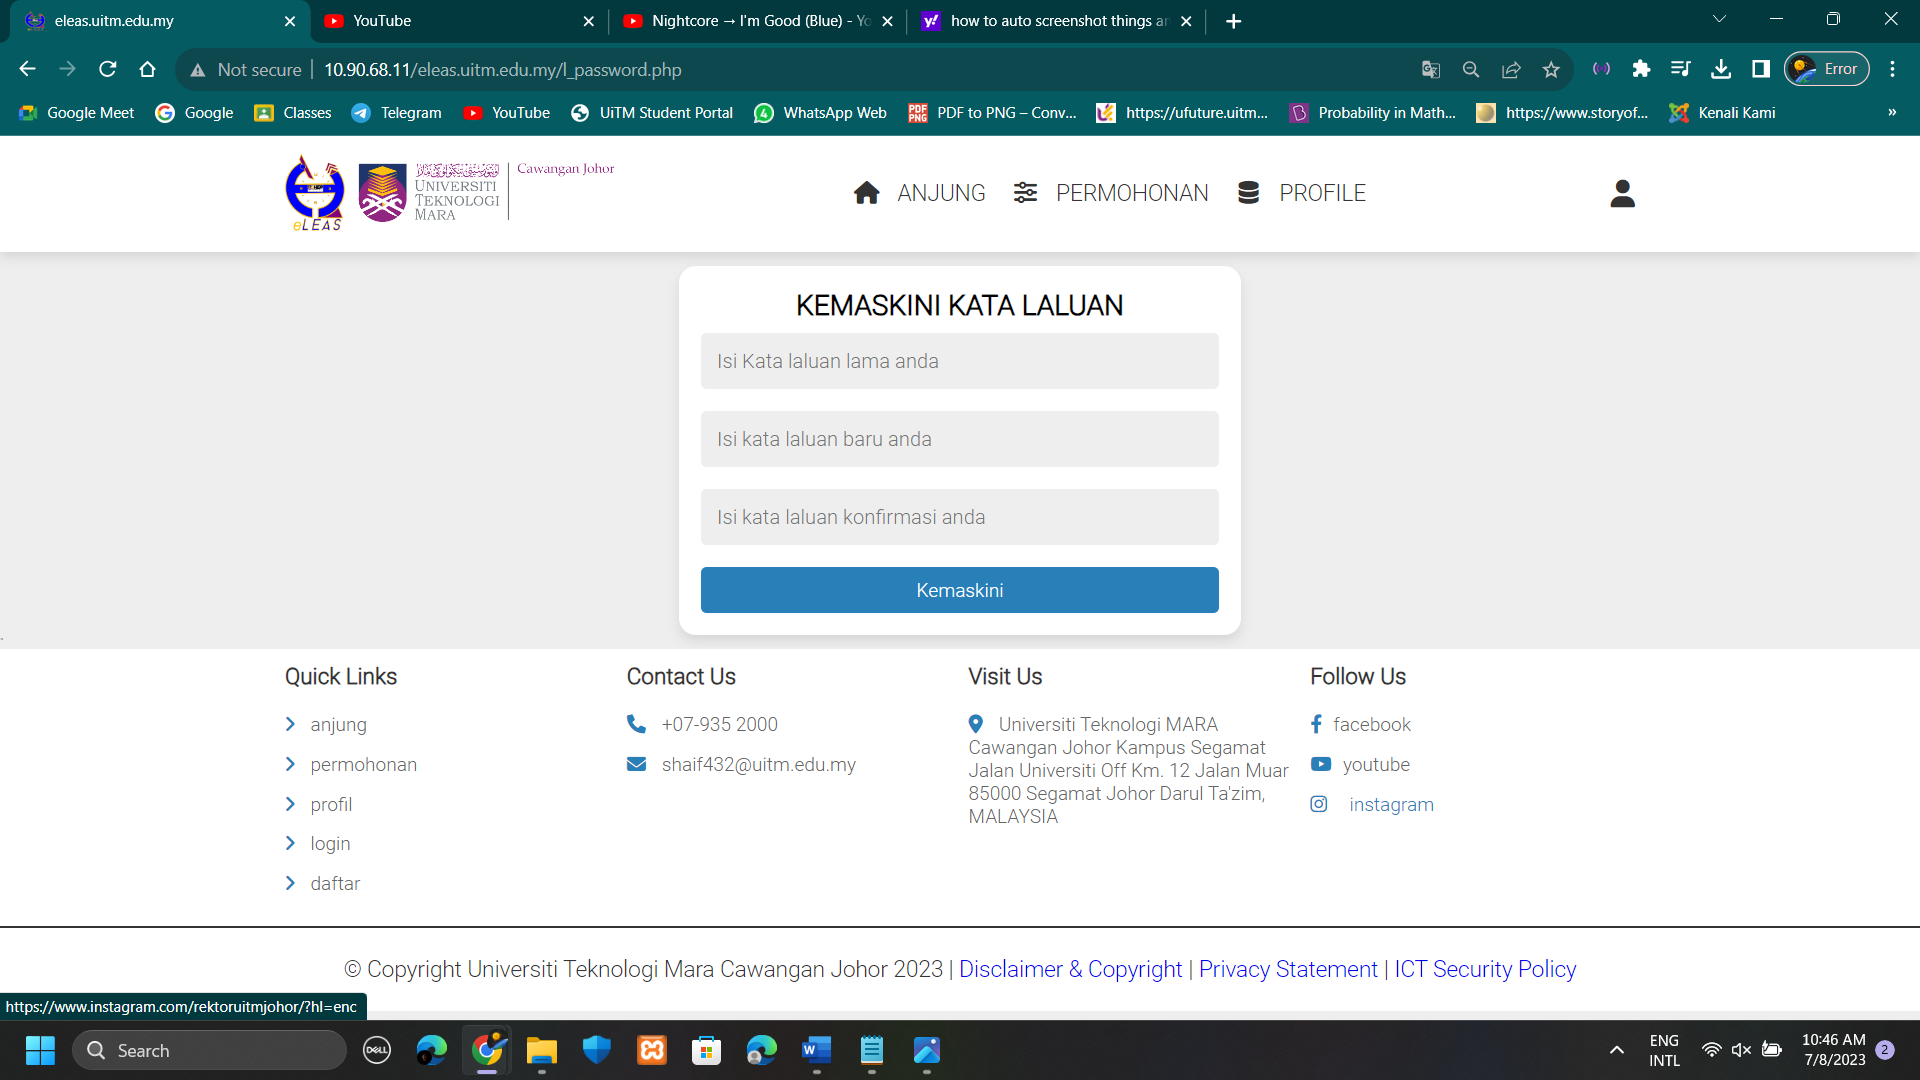 eleas.uitm.edu.my
YouTube
Nightcore → I'm Good (Blue) - Yo
how to auto screenshot things an
Not secure
10.90.68.11/eleas.uitm.edu.my/l_password.php
Error
Google Meet
Google
Classes
Telegram
YouTube
UiTM Student Portal
WhatsApp Web
PDF to PNG – Conv...
https://ufuture.uitm...
Probability in Math...
https://www.storyof...
Kenali Kami
»
eLEAS
UNIVERSITI
TEKNOLOGI
MARA
Cawangan Johor
ANJUNG
PERMOHONAN
PROFILE
KEMASKINI KATA LALUAN
Isi Kata laluan lama anda
Isi kata laluan baru anda
Isi kata laluan konfirmasi anda
Kemaskini
Quick Links
anjung
permohonan
profil
login
daftar
Contact Us
+07-935 2000
shaif432@uitm.edu.my
Visit Us
Universiti Teknologi MARA
Cawangan Johor Kampus Segamat
Jalan Universiti Off Km. 12 Jalan Muar
85000 Segamat Johor Darul Ta'zim,
MALAYSIA
Follow Us
facebook
youtube
instagram
© Copyright Universiti Teknologi Mara Cawangan Johor 2023 | Disclaimer & Copyright | Privacy Statement | ICT Security Policy
https://www.instagram.com/rektoruitmjohor/?hl=enc
Search
DELL
ENG
INTL
10:46 AM
7/8/2023
2